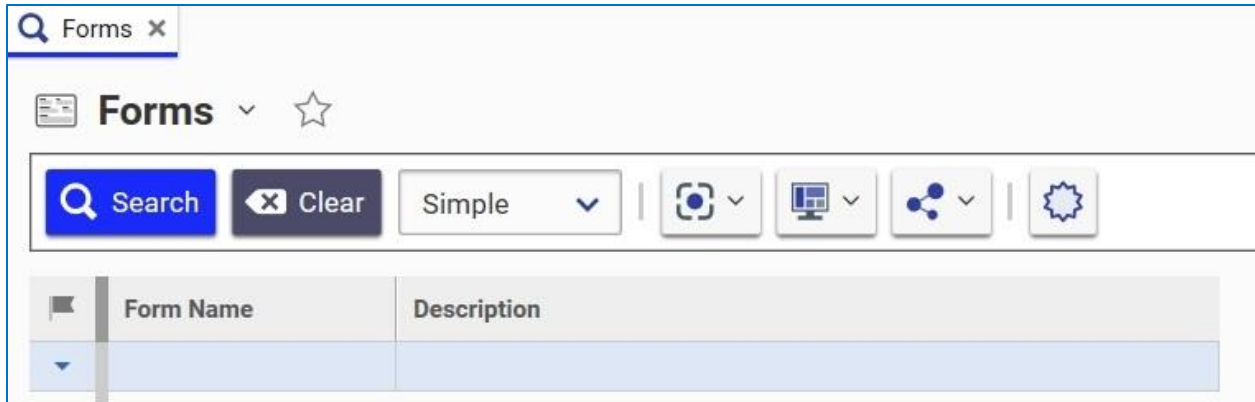 Forms
Forms
Search Clear Simple
Form Name Description